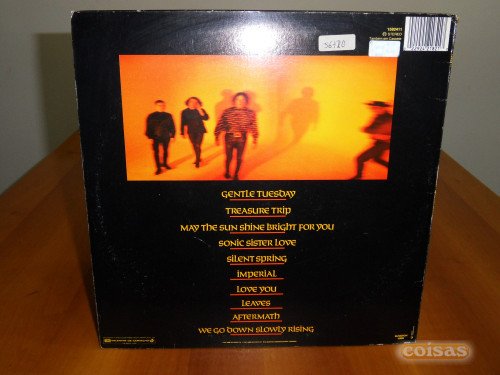 56420
GENTLE TUESDAY
TREASURE TRIP
MAY THE SUN SHINE BRIGHT FOR YOU
SONIC SISTER LOVE
SILENT SPRING
IMPERIAL
LOVE YOU
LEAVES
AFTERMATH
WE GO DOWN SLOWLY RISING
coisas